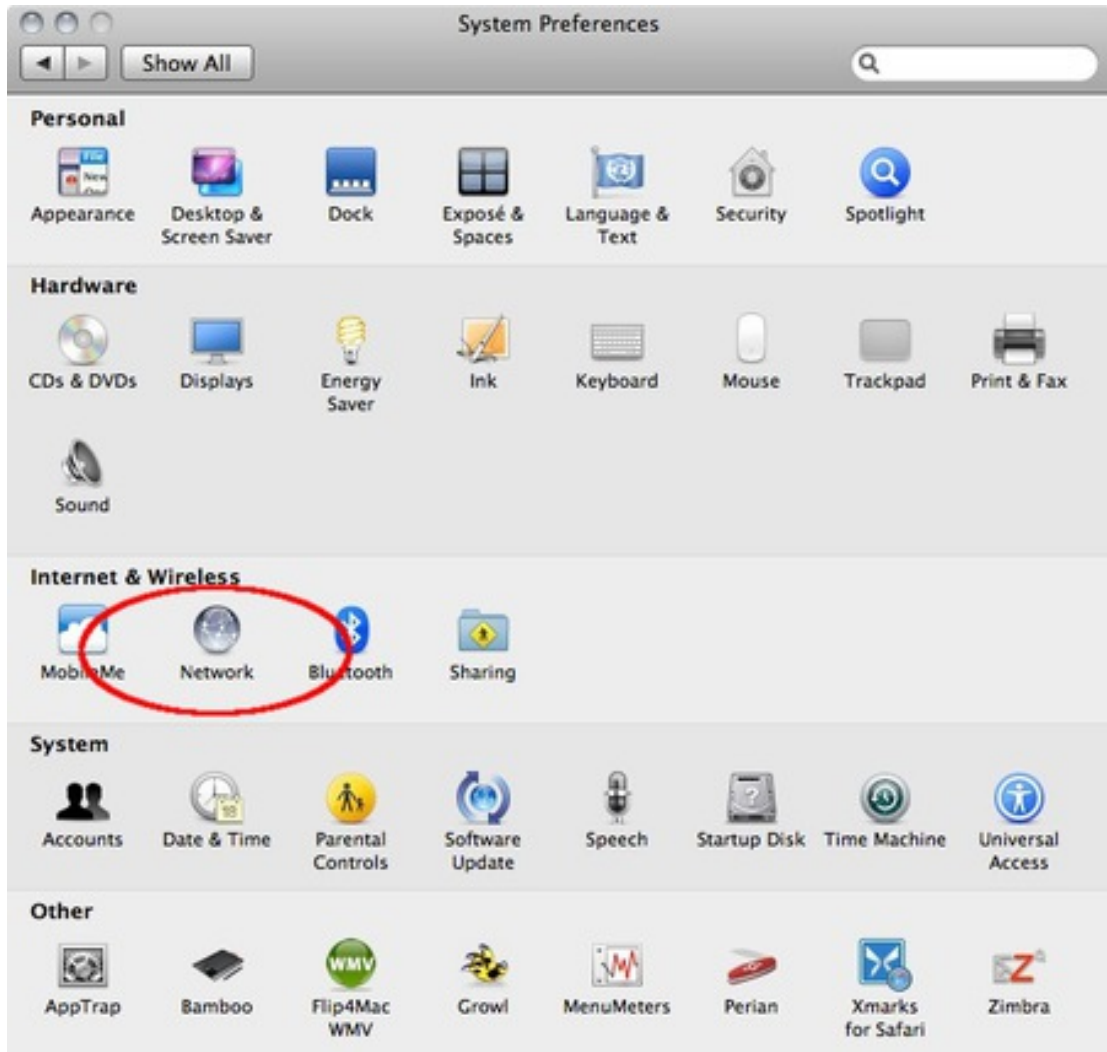 System Preferences
Show All
Personal
Appearance
Desktop &
Screen Saver
Dock
Exposé &
Spaces
Language &
Text
Security
Spotlight
Hardware
CDs & DVDs
Displays
Energy
Saver
Ink
Keyboard
Mouse
Trackpad
Print & Fax
Sound
Internet & Wireless
MobileMe
Network
Bluetooth
Sharing
System
Accounts
18
Date & Time
Parental
Controls
Software
Update
Speech
?
Startup Disk
Time Machine
Universal
Access
Other
AppTrap
Bamboo
WMV
Flip4Mac
WMV
Growl
MenuMeters
Perian
Xmarks
for Safari
Z
Zimbra